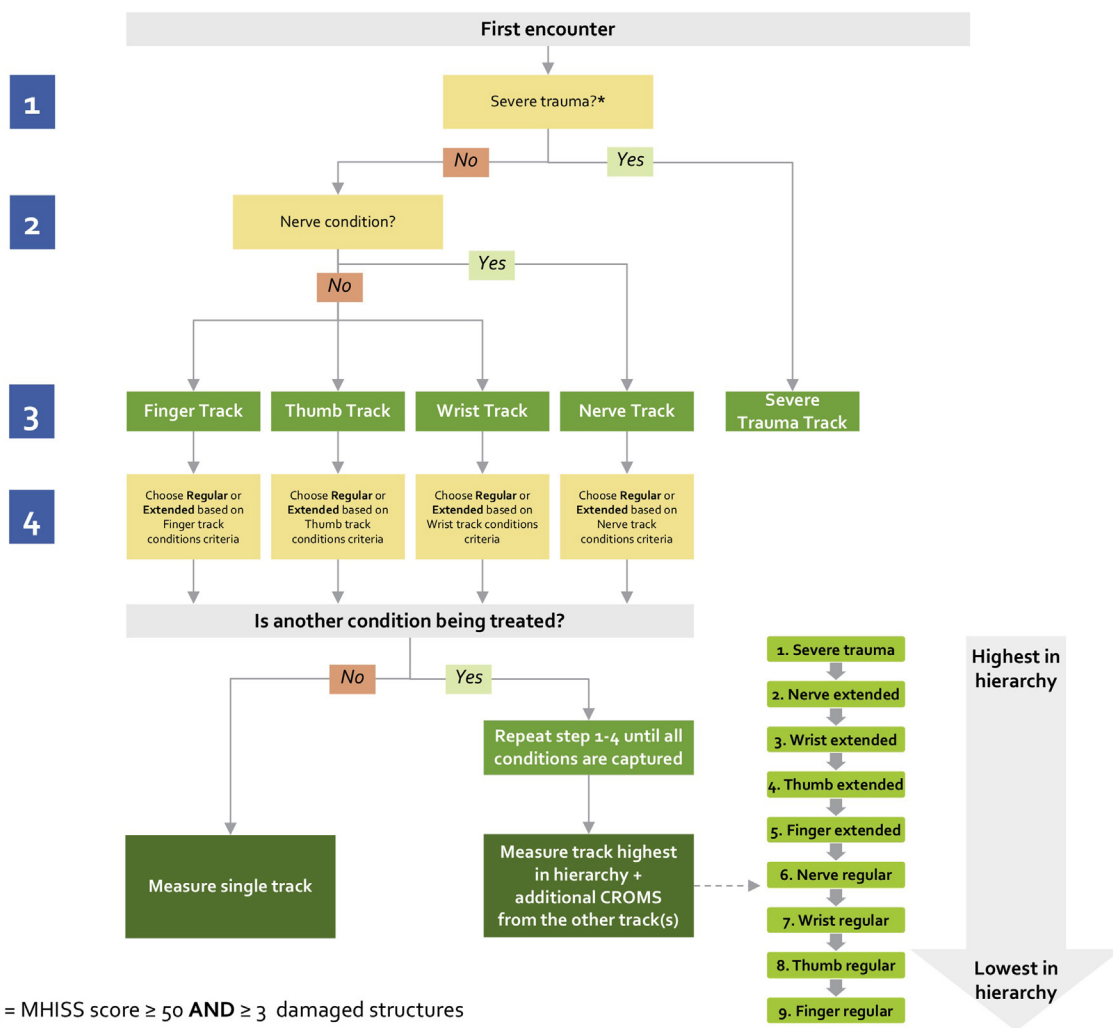 First encounter
1
Severe trauma?*
No
Yes
2
Nerve condition?
Yes
No
3
Finger Track
Thumb Track
Wrist Track
Nerve Track
Severe
Trauma Track
4
Choose Regular or
Extended based on
Finger track
conditions criteria
Choose Regular or
Extended based on
Thumb track
conditions criteria
Choose Regular or
Extended based on
Wrist track conditions
criteria
Choose Regular or
Extended based on
Nerve track
conditions criteria
Is another condition being treated?
No
Yes
Repeat step 1-4 until all
conditions are captured
Measure single track
Measure track highest
in hierarchy +
additional CROMS
from the other track(s)
1. Severe trauma
2. Nerve extended
3. Wrist extended
4. Thumb extended
5. Finger extended
6. Nerve regular
7. Wrist regular
8. Thumb regular
9. Finger regular
Highest in
hierarchy
Lowest in
hierarchy
= MHISS score ≥ 50 AND ≥ 3 damaged structures